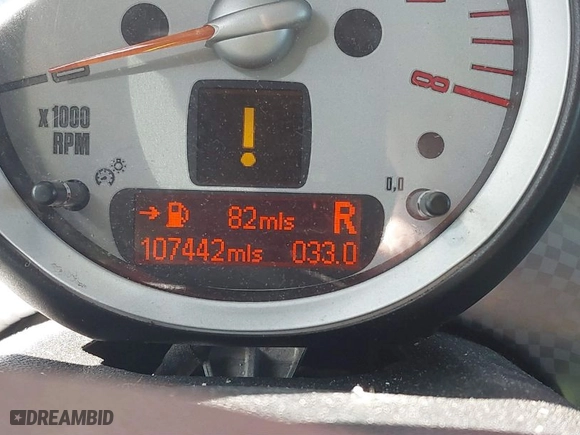 8
x 1000
RPM
!
0,0
→ 82mls R
107442mls 033.0
DREAMBID